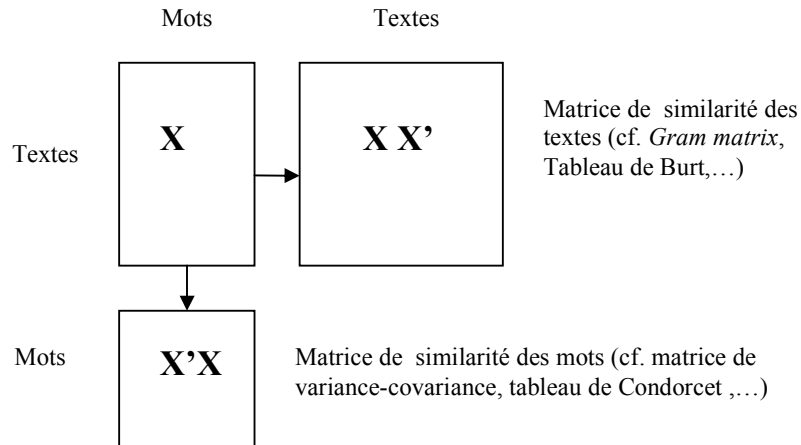 Mots
Textes
Textes
X
X X’
Matrice de similarité des
textes (cf. Gram matrix,
Tableau de Burt,…)
Mots
X’X
Matrice de similarité des mots (cf. matrice de
variance-covariance, tableau de Condorcet ,…)